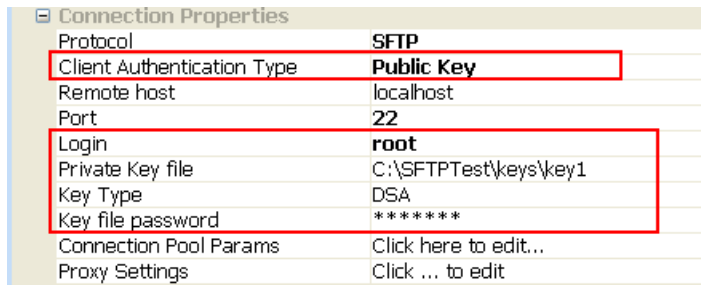 Connection Properties
Protocol SFTP
Client Authentication Type Public Key
Remote host localhost
Port 22
Login root
Private Key file C:\SFTPTest\keys\key1
Key Type DSA
Key file password *******
Connection Pool Params Click here to edit...
Proxy Settings Click ... to edit